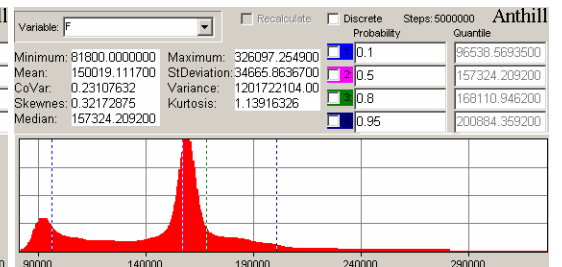 Variable: F
Recalculate
Discrete Steps: 5000000 Anthill
Probability Quantile
Minimum: 81800.0000000 Maximum: 326097.254900
Mean: 150019.111700 StDeviation: 34665.8636700
CoVar: 0.23107632 Variance: 1201722104.00
Skewnes: 0.32172875 Kurtosis: 1.13916326
Median: 157324.209200
1 0.1 96538.5693500
2 0.5 157324.209200
3 0.8 168110.946200
0.95 200884.359200
90000 140000 190000 240000 290000